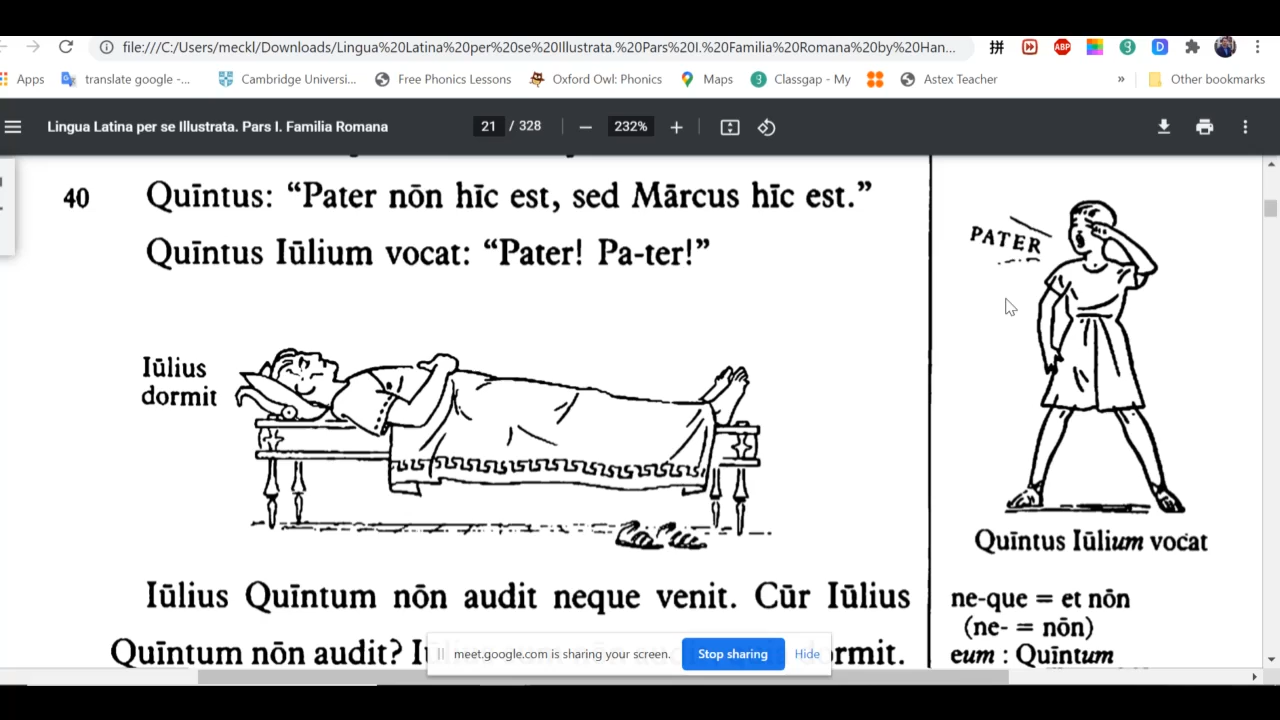 file:///C:/Users/meckl/Downloads/Lingua%20Latina%20per%20se%20Illustrata.%20Pars%20I.%20Familia%20Romana%20by%20Han...
Apps translate google -... Cambridge Universi... Free Phonics Lessons Oxford Owl: Phonics Maps Classgap - My Astex Teacher » Other bookmarks
Lingua Latina per se Illustrata. Pars I. Familia Romana 21 / 328 232%
40 Quīntus: “Pater nōn hīc est, sed Mārcus hīc est.”
Quīntus Iūlium vocat: “Pater! Pa-ter!”
Iūlius
dormit
Iūlius Quīntum nōn audit neque venit. Cūr Iūlius
Quīntum nōn audit?
PATER
Quīntus Iūlium vocat
ne-que = et nōn
(ne- = nōn)
eum : Quīntum
meet.google.com is sharing your screen. Stop sharing Hide